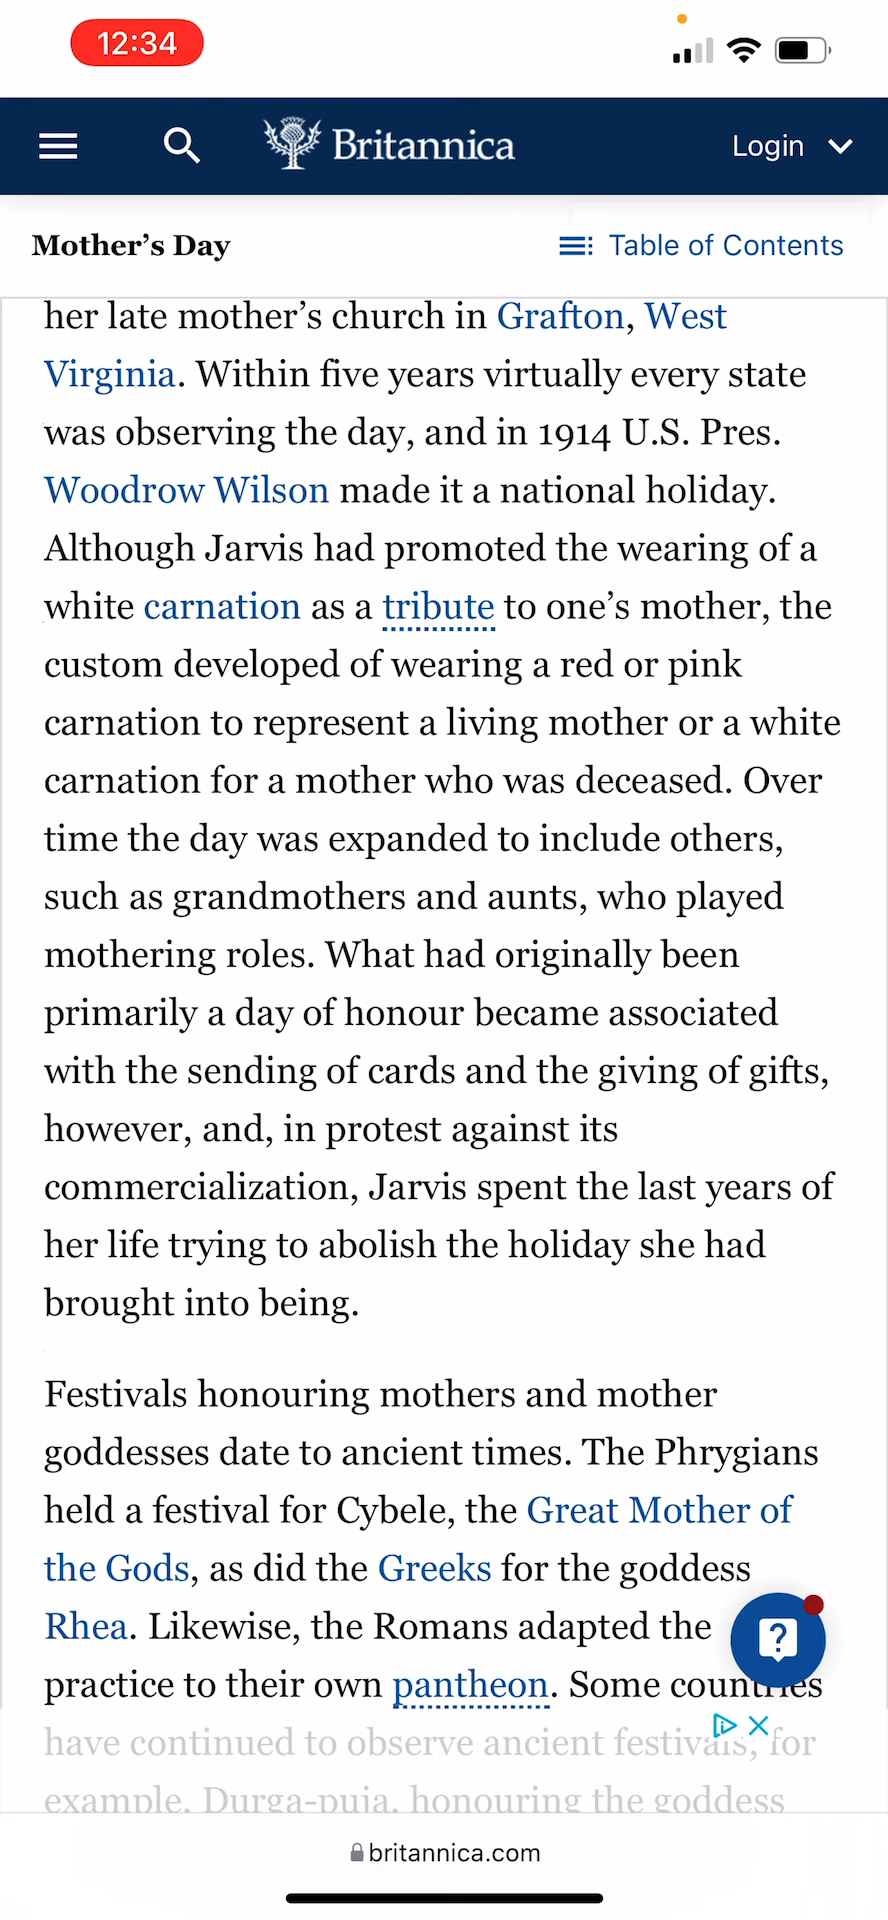 12:34
Britannica
Login
Mother’s Day
Table of Contents
her late mother’s church in Grafton, West
Virginia. Within five years virtually every state
was observing the day, and in 1914 U.S. Pres.
Woodrow Wilson made it a national holiday.
Although Jarvis had promoted the wearing of a
white carnation as a tribute to one’s mother, the
custom developed of wearing a red or pink
carnation to represent a living mother or a white
carnation for a mother who was deceased. Over
time the day was expanded to include others,
such as grandmothers and aunts, who played
mothering roles. What had originally been
primarily a day of honour became associated
with the sending of cards and the giving of gifts,
however, and, in protest against its
commercialization, Jarvis spent the last years of
her life trying to abolish the holiday she had
brought into being.
Festivals honouring mothers and mother
goddesses date to ancient times. The Phrygians
held a festival for Cybele, the Great Mother of
the Gods, as did the Greeks for the goddess
Rhea. Likewise, the Romans adapted the
practice to their own pantheon. Some countries
have continued to observe ancient festivals, for
example, Durga-puja, honouring the goddess
britannica.com